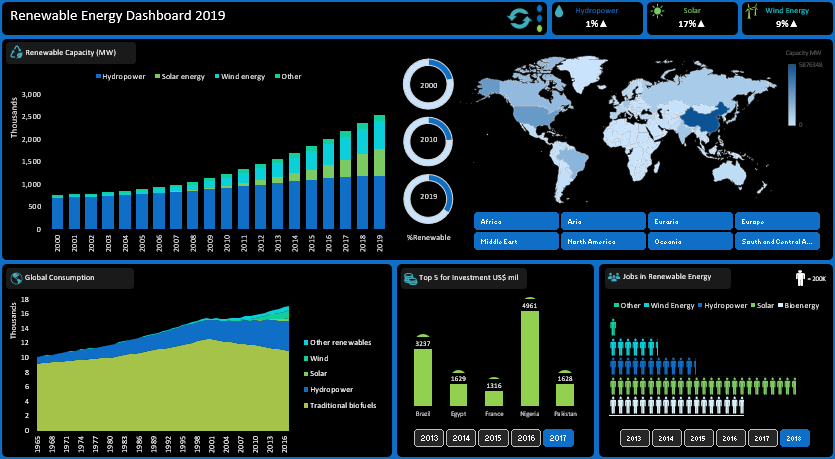 Renewable Energy Dashboard 2019
Hydropower
1%▲
Solar
17%▲
Wind Energy
9%▲
Renewable Capacity (MW)
Hydropower Solar energy Wind energy Other
Thousands
3,000
2,500
2,000
1,500
1,000
500
0
2000 2001 2002 2003 2004 2005 2006 2007 2008 2009 2010 2011 2012 2013 2014 2015 2016 2017 2018 2019
2000
2010
2019
%Renewable
Capacity MW
5876348
0
Africa Asia Eurasia Europe
Middle East North America Oceania South and Central A...
Global Consumption
Thousands
18
16
14
12
10
8
6
4
2
0
1965 1968 1971 1974 1977 1980 1983 1986 1989 1992 1995 1998 2001 2004 2007 2010 2013 2016
Other renewables
Wind
Solar
Hydropower
Traditional biofuels
Top 5 for Investment US$ mil
3237
1629
1316
4961
1628
Brazil Egypt France Nigeria Pakistan
2013 2014 2015 2016 2017
Jobs in Renewable Energy
= 200K
Other Wind Energy Hydropower Solar Bioenergy
2013 2014 2015 2016 2017 2018